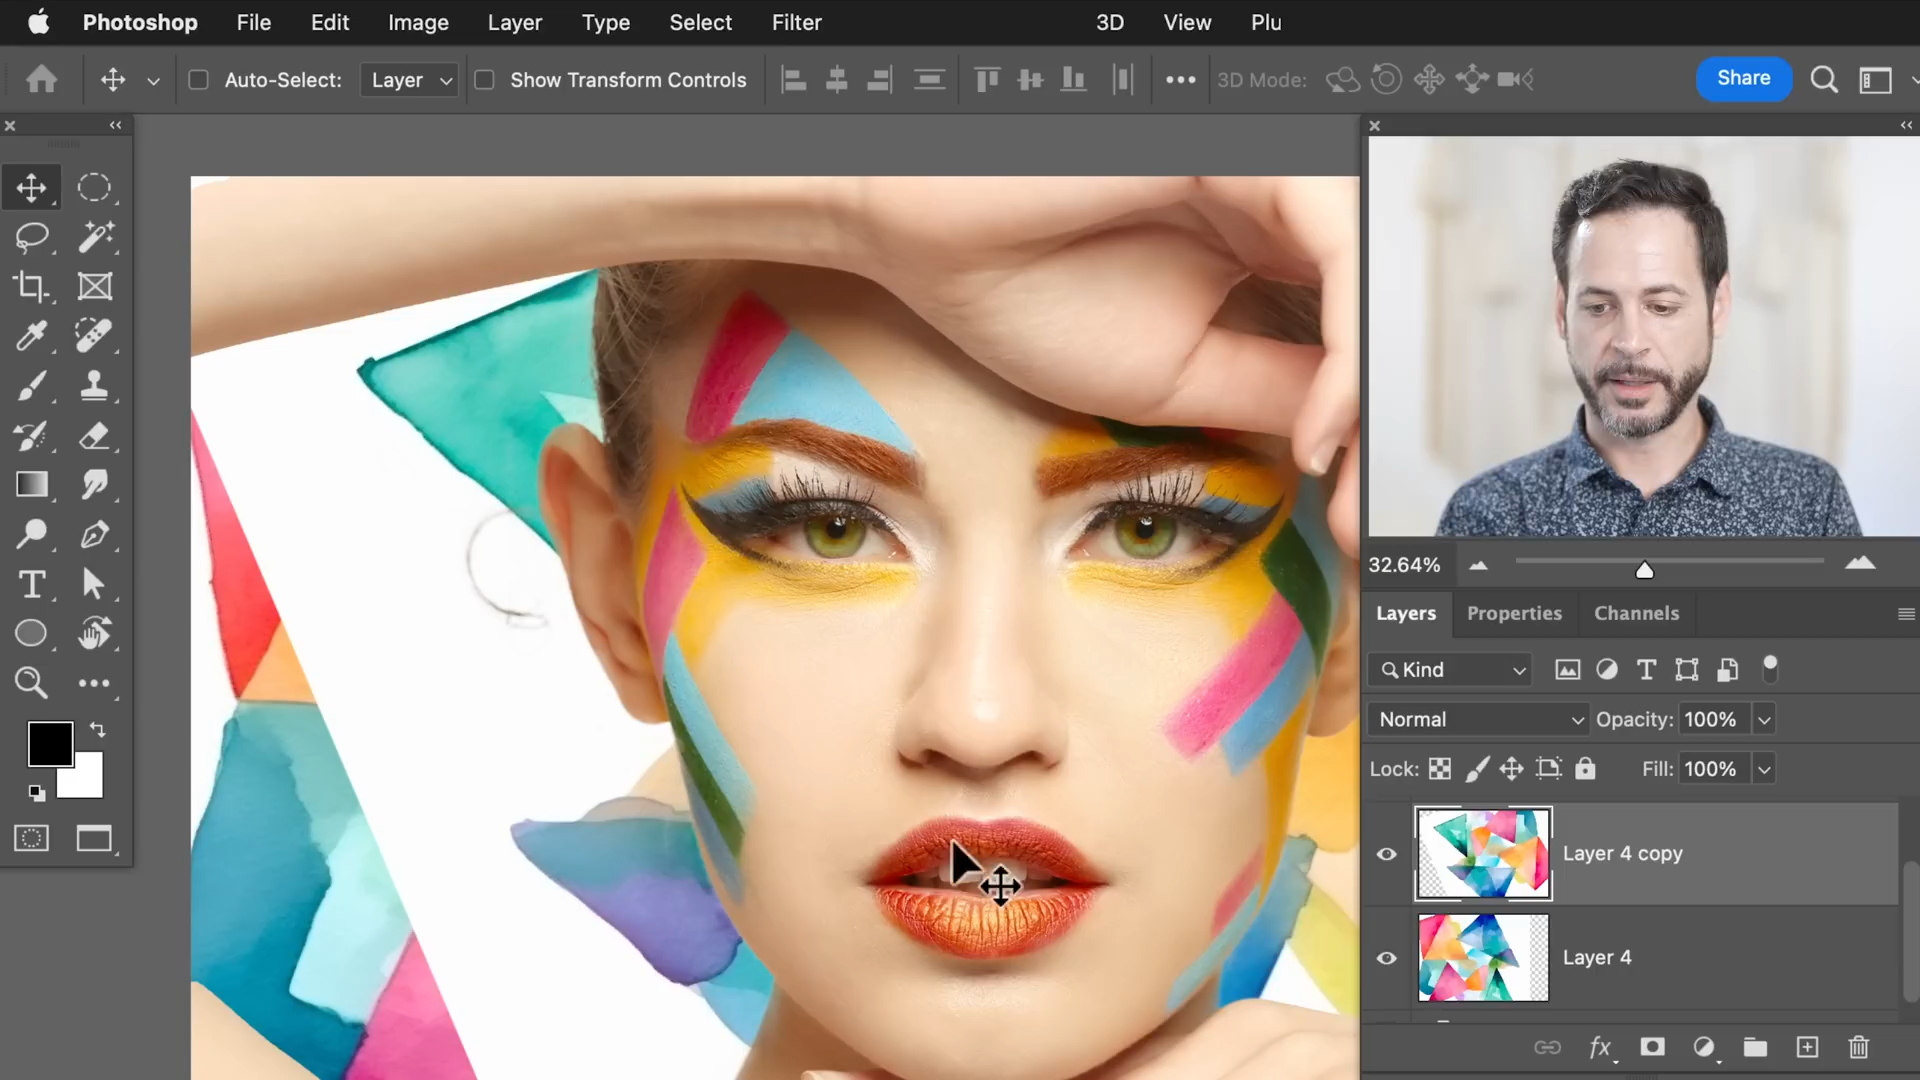 Photoshop File Edit Image Layer Type Select Filter 3D View Plu
Auto-Select: Layer Show Transform Controls 3D Mode: Share
32.64%
Layers Properties Channels
Kind
Normal Opacity: 100%
Lock: Fill: 100%
Layer 4 copy
Layer 4
fx